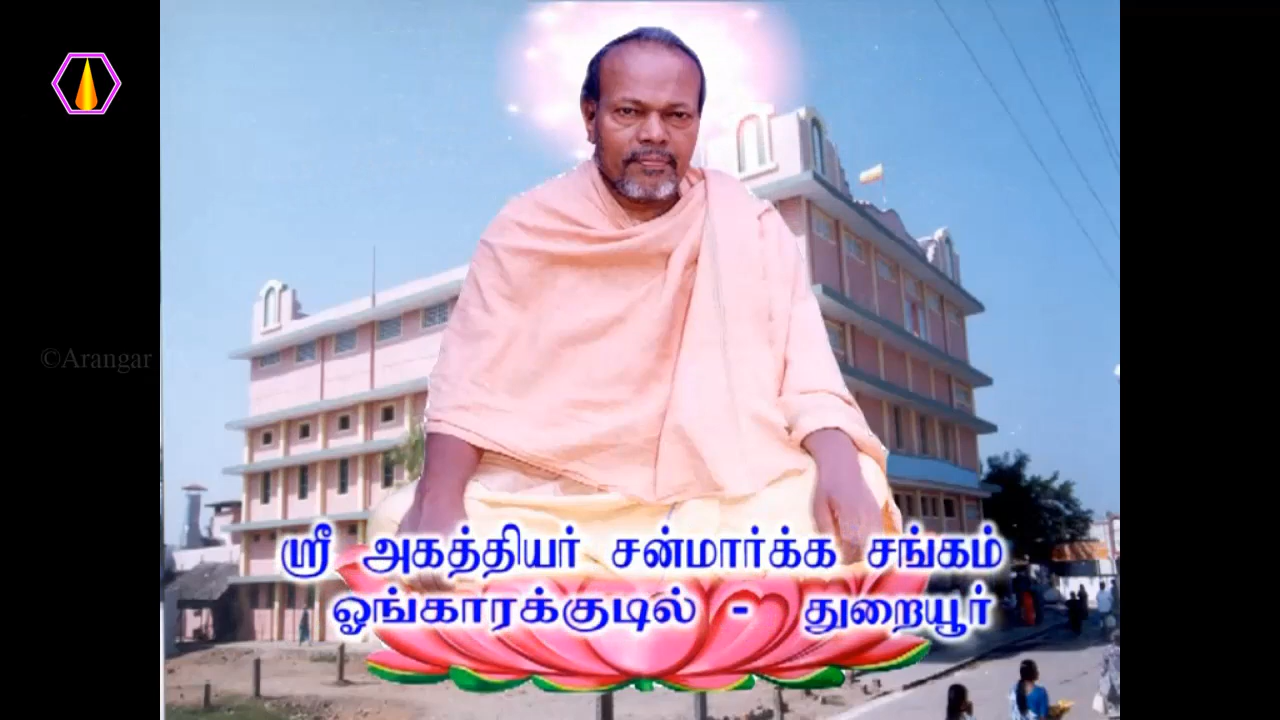 ©Arangar
ஸ்ரீ அகத்தியர் சன்மார்க்க சங்கம்
ஓங்காரக்குடில் - துறையூர்